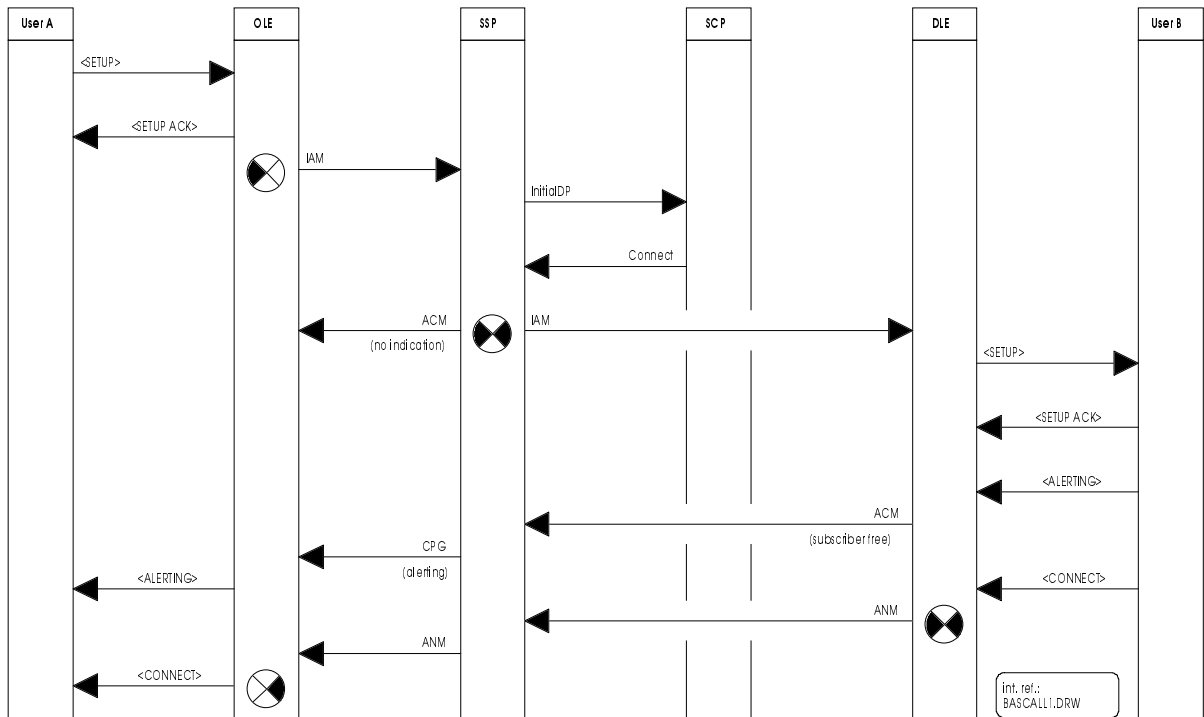 User A
OLE
SSP
SCP
DLE
User B
<SETUP>
<SETUP ACK>
IAM
InitialDP
Connect
ACM
(no indication)
IAM
<SETUP>
<SETUP ACK>
<ALERTING>
ACM
(subscriber free)
CPG
(alerting)
<ALERTING>
<CONNECT>
ANM
ANM
<CONNECT>
int. ref.:
BASCALL1.DRW